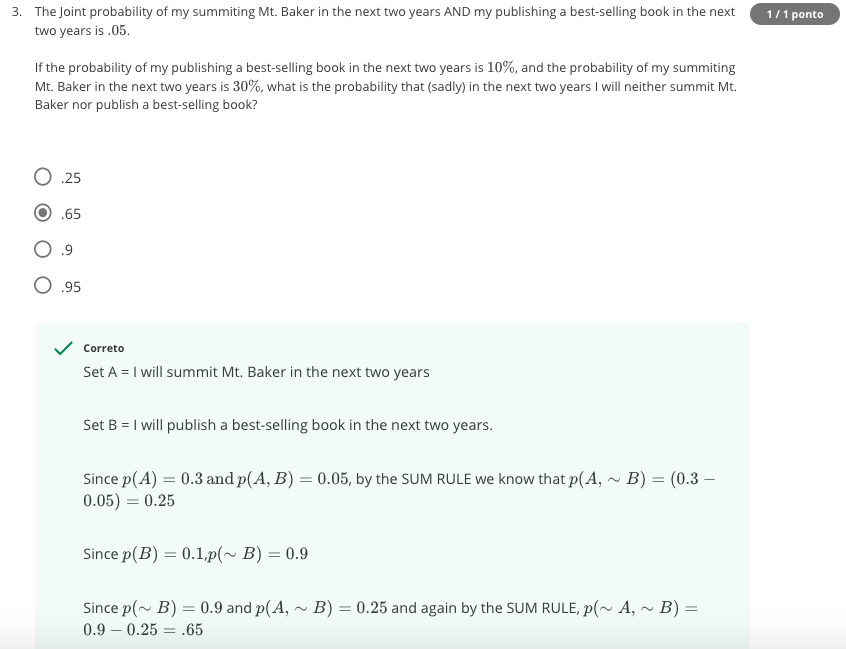 3. The Joint probability of my summiting Mt. Baker in the next two years AND my publishing a best-selling book in the next
two years is .05.
1 / 1 ponto
If the probability of my publishing a best-selling book in the next two years is 10%, and the probability of my summiting
Mt. Baker in the next two years is 30%, what is the probability that (sadly) in the next two years I will neither summit Mt.
Baker nor publish a best-selling book?
.25
.65
.9
.95
Correto
Set A = I will summit Mt. Baker in the next two years
Set B = I will publish a best-selling book in the next two years.
Since p(A) = 0.3 and p(A, B) = 0.05, by the SUM RULE we know that p(A, ∼ B) = (0.3 −
0.05) = 0.25
Since p(B) = 0.1,p(∼ B) = 0.9
Since p(∼ B) = 0.9 and p(A, ∼ B) = 0.25 and again by the SUM RULE, p(∼ A, ∼ B) =
0.9 − 0.25 = .65